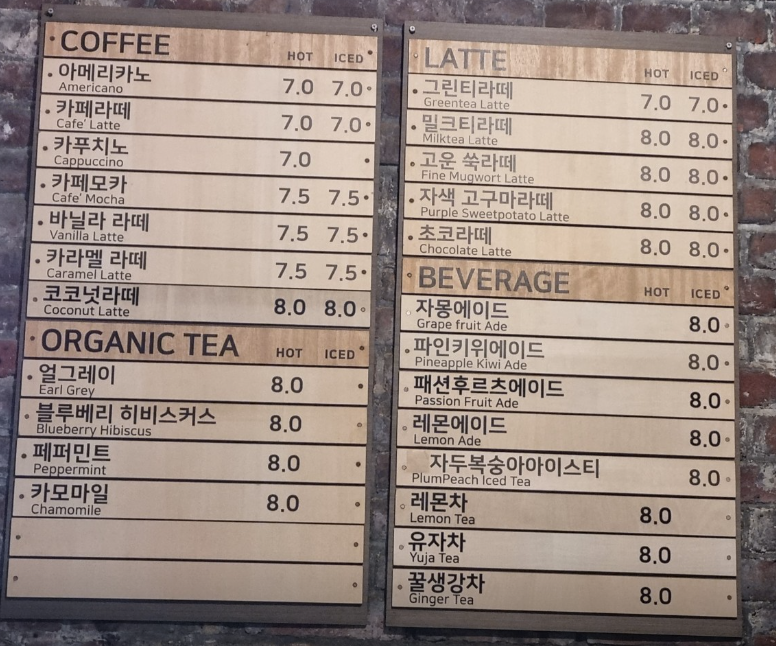 COFFEE HOT ICED
아메리카노 7.0 7.0
Americano
카페라떼 7.0 7.0
Cafe' Latte
카푸치노 7.0
Cappuccino
카페모카 7.5 7.5
Cafe' Mocha
바닐라 라떼 7.5 7.5
Vanilla Latte
카라멜 라떼 7.5 7.5
Caramel Latte
코코넛라떼 8.0 8.0
Coconut Latte
ORGANIC TEA HOT ICED
얼그레이 8.0
Earl Grey
블루베리 히비스커스 8.0
Blueberry Hibiscus
페퍼민트 8.0
Peppermint
카모마일 8.0
Chamomile
LATTE HOT ICED
그린티라떼 7.0 7.0
Greentea Latte
밀크티라떼 8.0 8.0
Milktea Latte
고운 쑥라떼 8.0 8.0
Fine Mugwort Latte
자색 고구마라떼 8.0 8.0
Purple Sweetpotato Latte
초코라떼 8.0 8.0
Chocolate Latte
BEVERAGE HOT ICED
자몽에이드 8.0
Grape fruit Ade
파인키위에이드 8.0
Pineapple Kiwi Ade
패션후르츠에이드 8.0
Passion Fruit Ade
레몬에이드 8.0
Lemon Ade
자두복숭아아이스티 8.0
PlumPeach Iced Tea
레몬차 8.0
Lemon Tea
유자차 8.0
Yuja Tea
꿀생강차 8.0
Ginger Tea